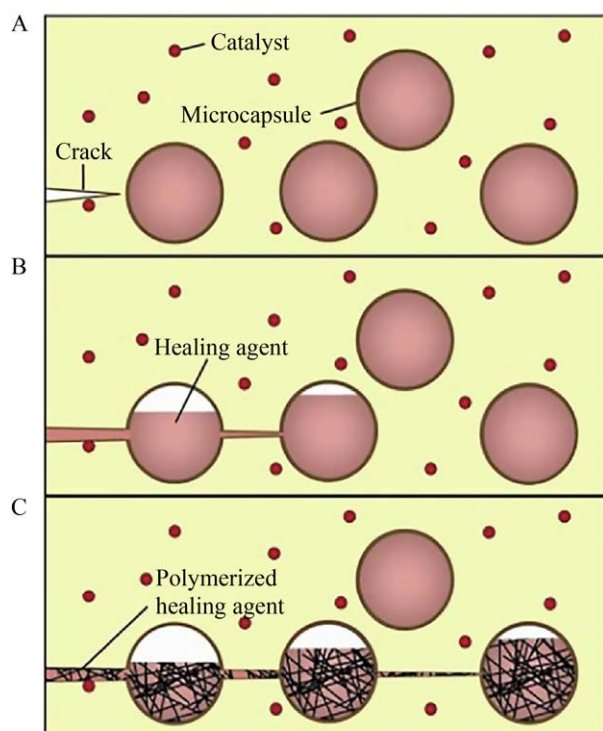 A
Catalyst
Microcapsule
Crack
B
Healing agent
C
Polymerized
healing agent